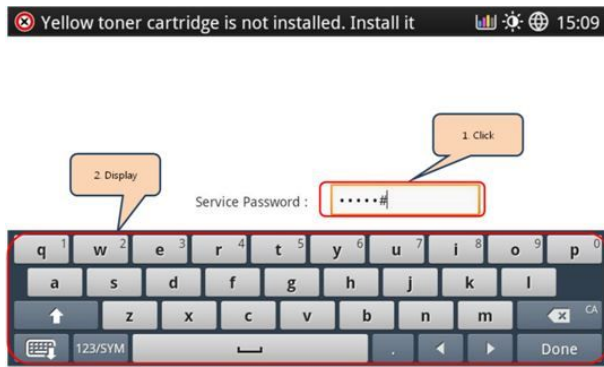 Yellow toner cartridge is not installed. Install it 15:09
1. Click
2. Display
Service Password : •••••#
q 1 w 2 e 3 r 4 t 5 y 6 u 7 i 8 o 9 p 0
a s d f g h j k l
z x c v b n m CA
123/SYM . Done